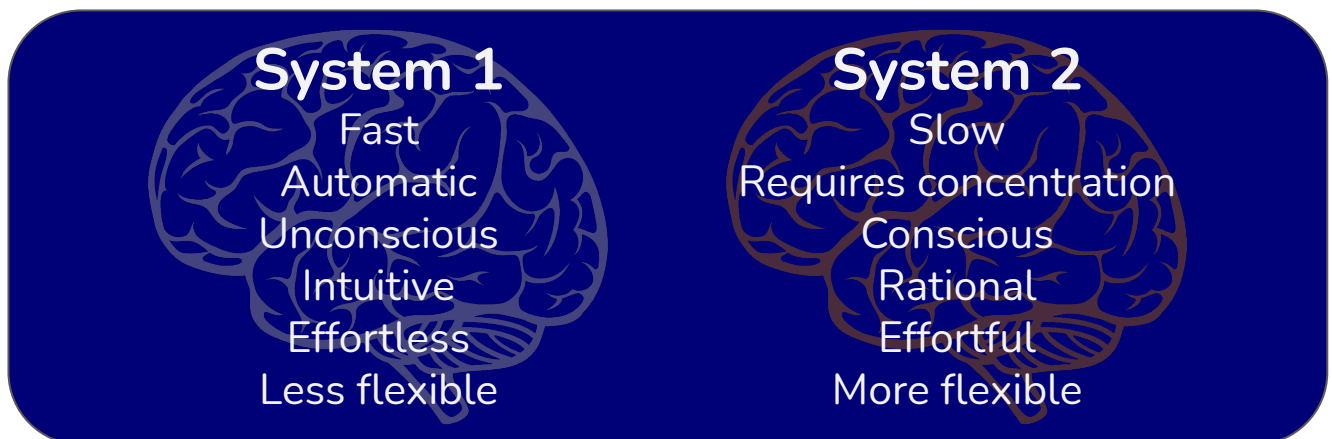 System 1
Fast
Automatic
Unconscious
Intuitive
Effortless
Less flexible
System 2
Slow
Requires concentration
Conscious
Rational
Effortful
More flexible